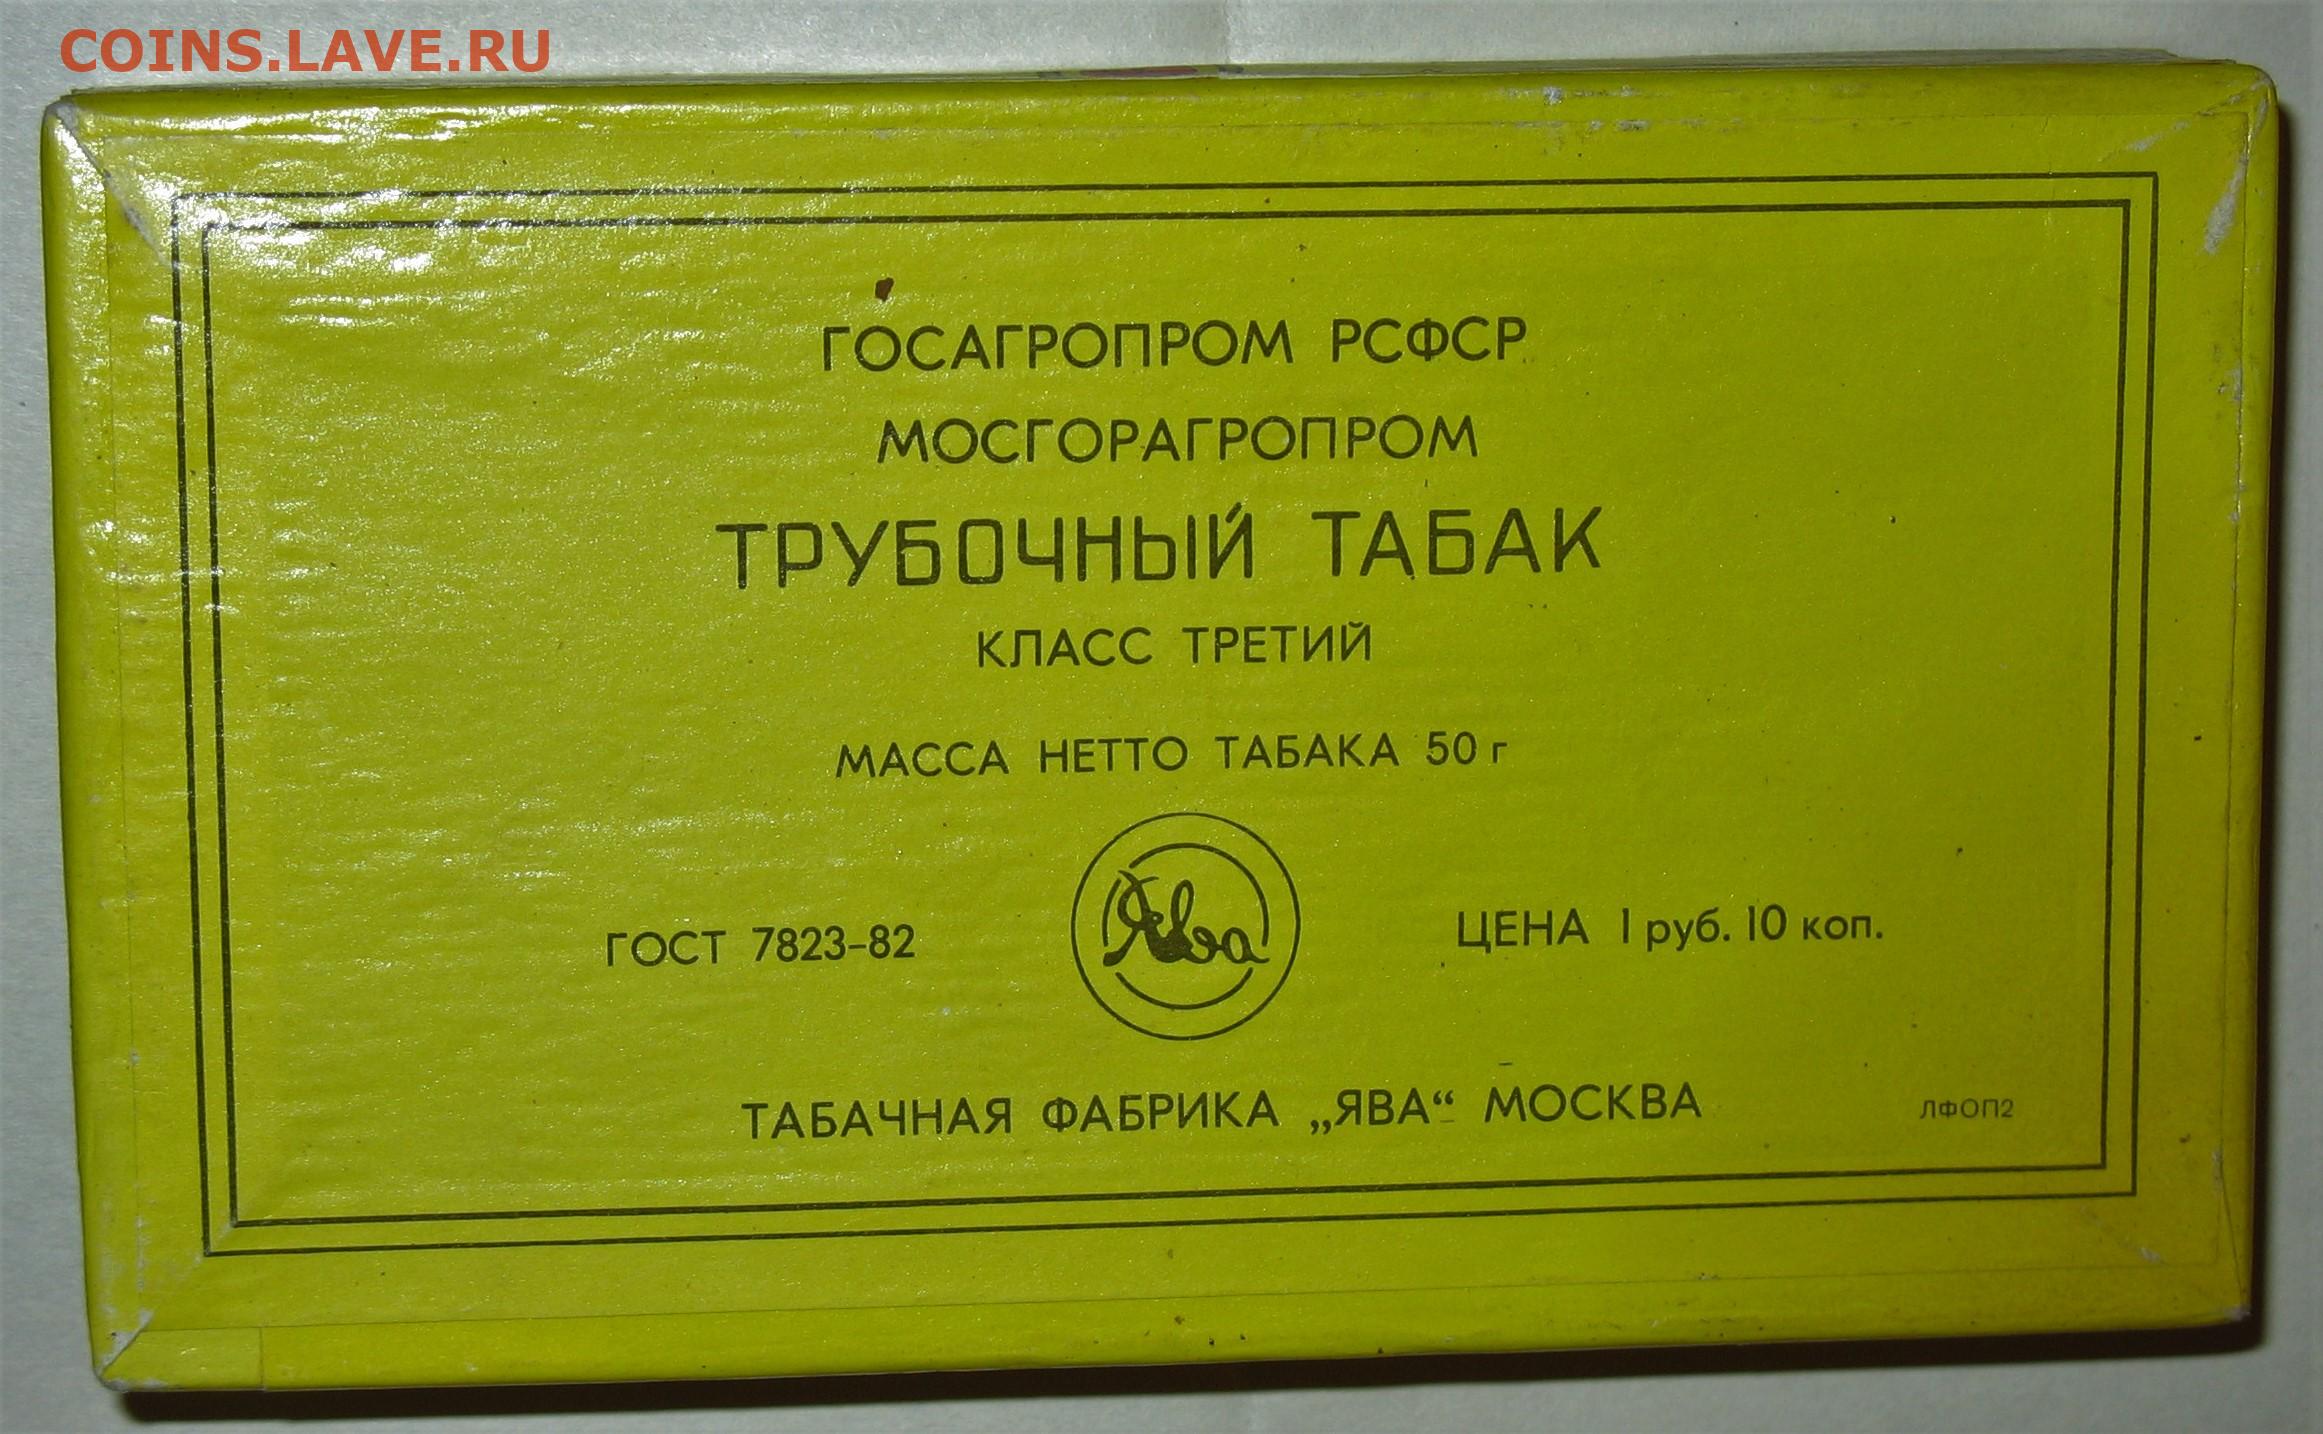 COINS.LAVE.RU
ГОСАГРОПРОМ РСФСР
МОСГОРАГРОПРОМ
ТРУБОЧНЫЙ ТАБАК
КЛАСС ТРЕТИЙ
МАССА НЕТТО ТАБАКА 50 г
Ява
ГОСТ 7823-82
ЦЕНА 1 руб. 10 коп.
ТАБАЧНАЯ ФАБРИКА „ЯВА“ МОСКВА
ЛФОП2